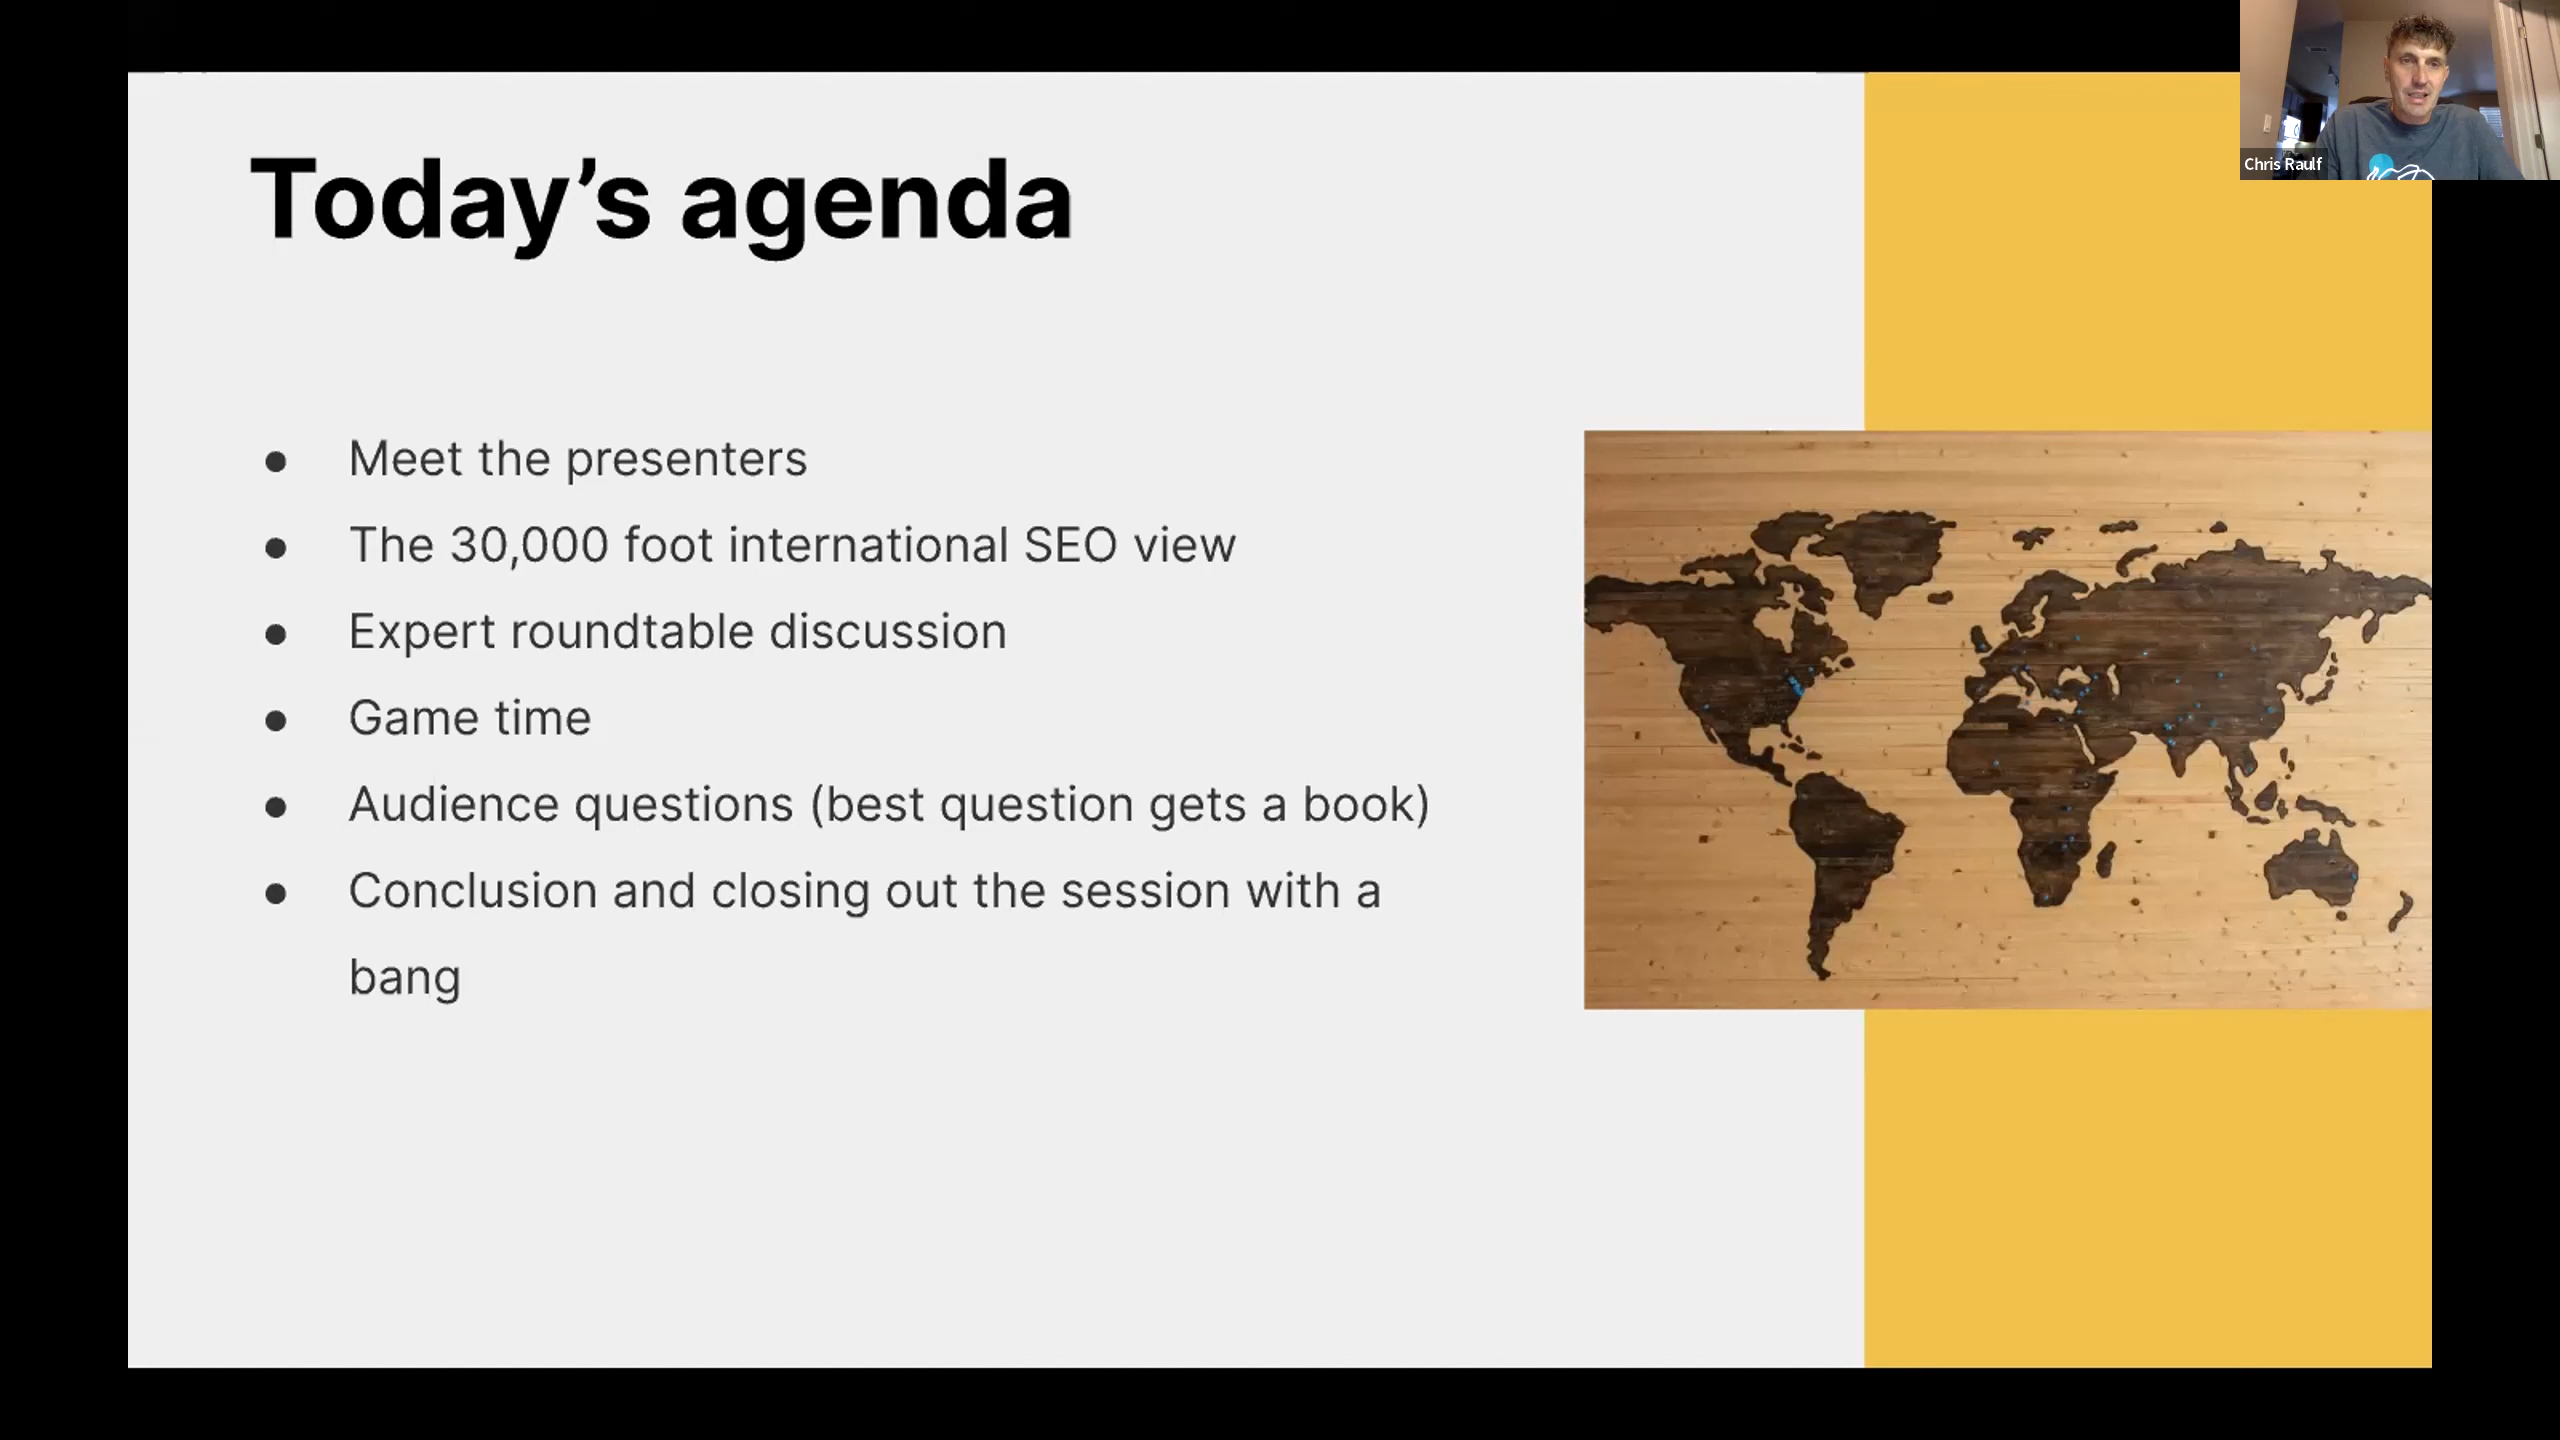 Today’s agenda
● Meet the presenters
● The 30,000 foot international SEO view
● Expert roundtable discussion
● Game time
● Audience questions (best question gets a book)
● Conclusion and closing out the session with a
bang
Chris Raulf